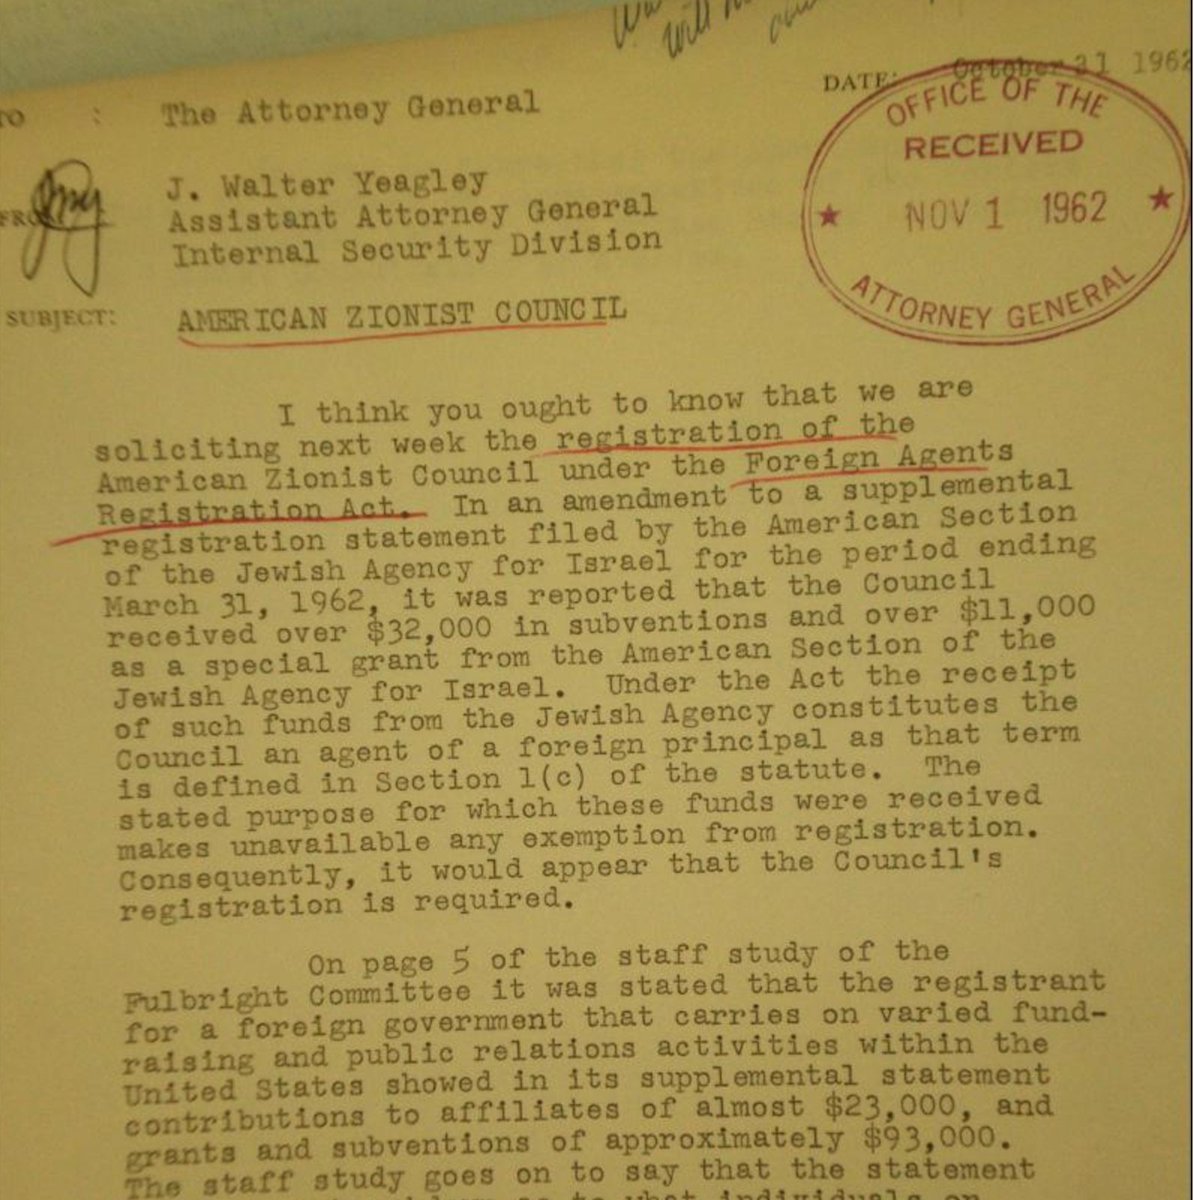 will
DATE: October 31 1962
OFFICE OF THE
RECEIVED
NOV 1 1962
ATTORNEY GENERAL
TO : The Attorney General
J. Walter Yeagley
FRO Assistant Attorney General
Internal Security Division
SUBJECT: AMERICAN ZIONIST COUNCIL
I think you ought to know that we are
soliciting next week the registration of the
American Zionist Council under the Foreign Agents
Registration Act. In an amendment to a supplemental
registration statement filed by the American Section
of the Jewish Agency for Israel for the period ending
March 31, 1962, it was reported that the Council
received over $32,000 in subventions and over $11,000
as a special grant from the American Section of the
Jewish Agency for Israel. Under the Act the receipt
of such funds from the Jewish Agency constitutes the
Council an agent of a foreign principal as that term
is defined in Section 1(c) of the statute. The
stated purpose for which these funds were received
makes unavailable any exemption from registration.
Consequently, it would appear that the Council's
registration is required.
On page 5 of the staff study of the
Fulbright Committee it was stated that the registrant
for a foreign government that carries on varied fund-
raising and public relations activities within the
United States showed in its supplemental statement
contributions to affiliates of almost $23,000, and
grants and subventions of approximately $93,000.
The staff study goes on to say that the statement